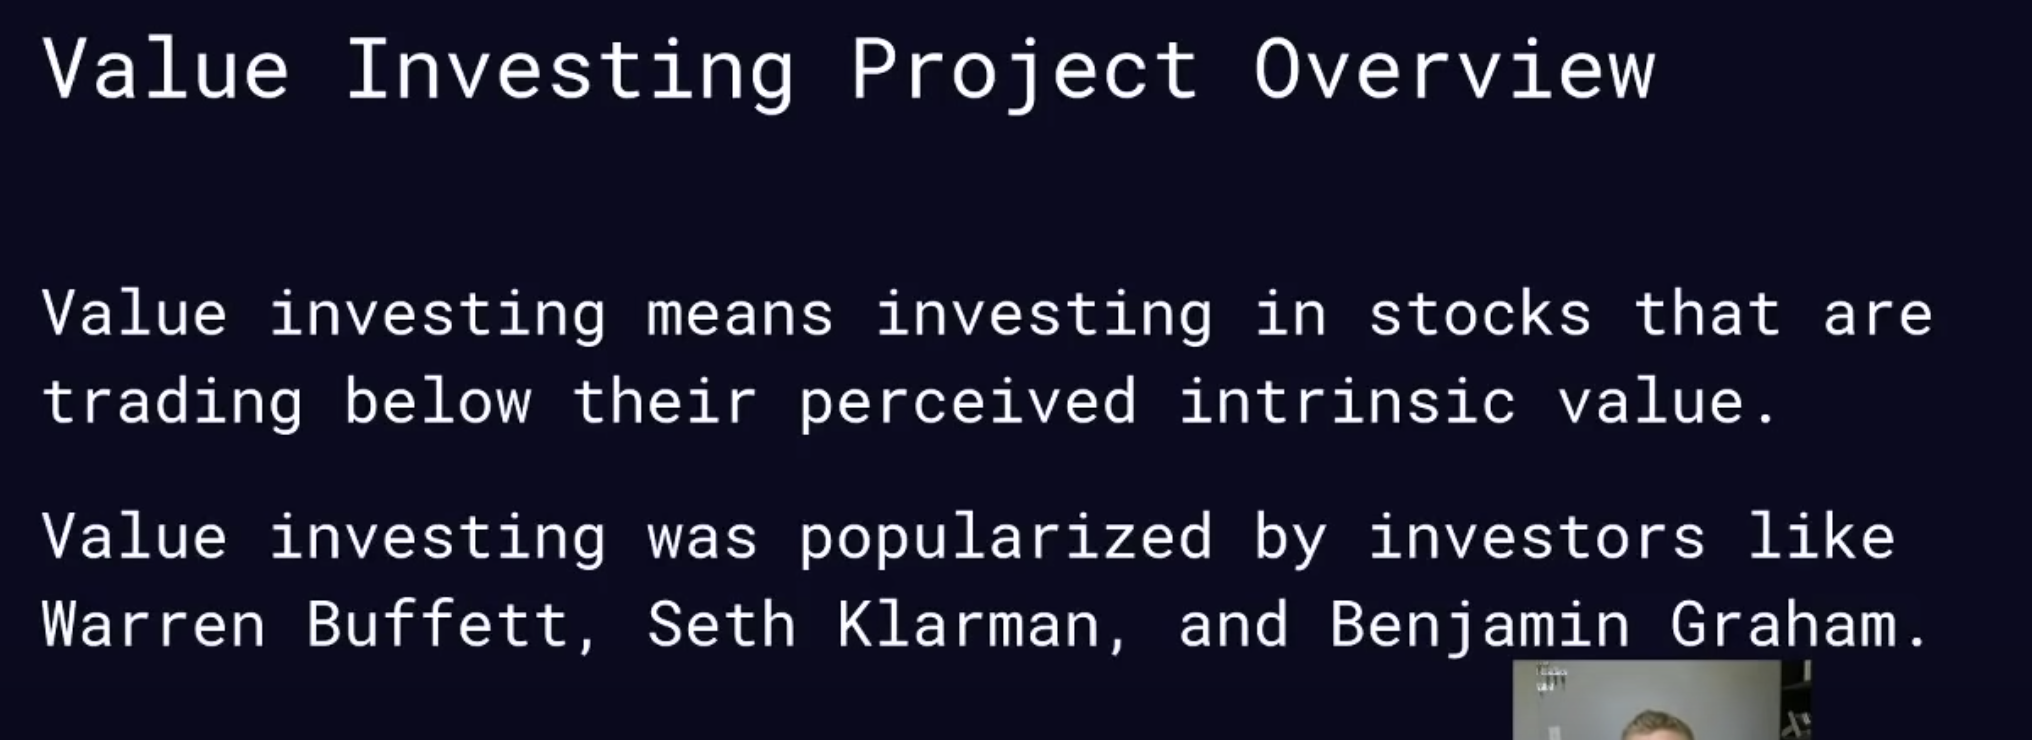 Value Investing Project Overview
Value investing means investing in stocks that are
trading below their perceived intrinsic value.
Value investing was popularized by investors like
Warren Buffett, Seth Klarman, and Benjamin Graham.